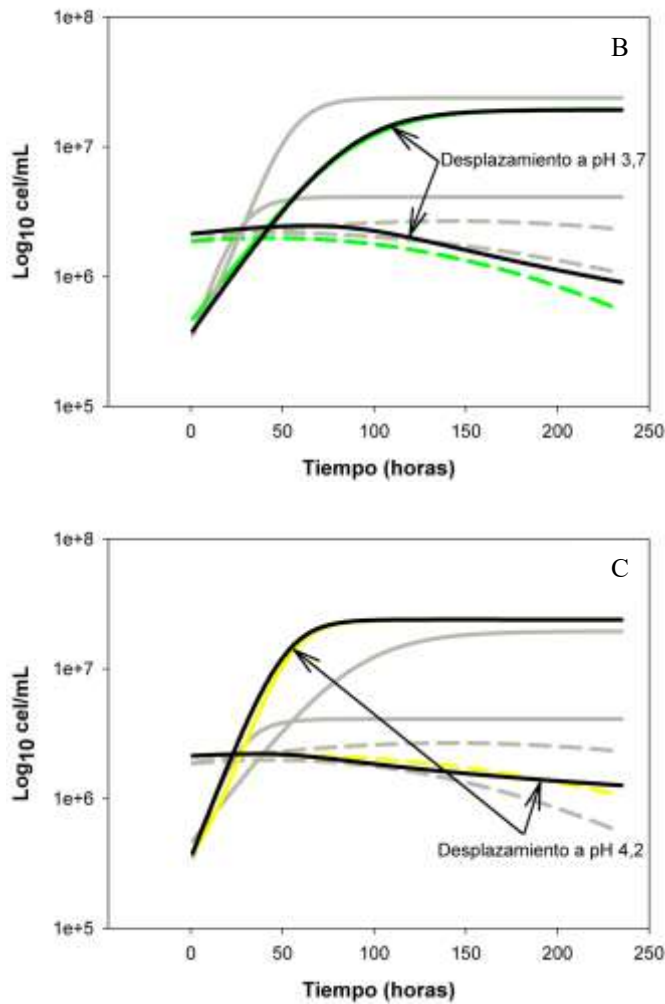 B
1e+8
1e+7
1e+6
1e+5
Log10 cel/mL
Desplazamiento a pH 3,7
0 50 100 150 200 250
Tiempo (horas)
C
1e+8
1e+7
1e+6
1e+5
Log10 cel/mL
Desplazamiento a pH 4,2
0 50 100 150 200 250
Tiempo (horas)